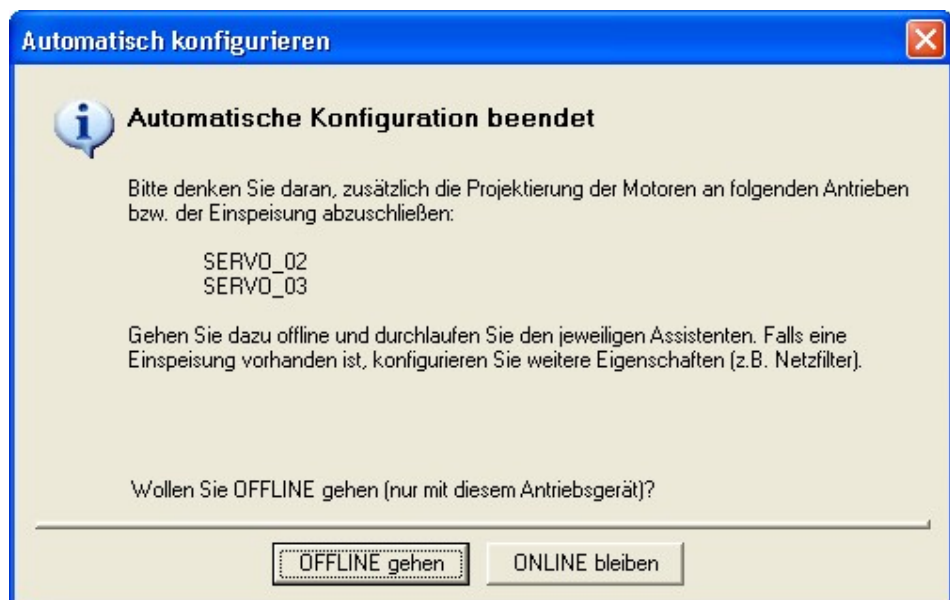 Automatisch konfigurieren
Automatische Konfiguration beendet
Bitte denken Sie daran, zusätzlich die Projektierung der Motoren an folgenden Antrieben
bzw. der Einspeisung abzuschließen:
SERVO_02
SERVO_03
Gehen Sie dazu offline und durchlaufen Sie den jeweiligen Assistenten. Falls eine
Einspeisung vorhanden ist, konfigurieren Sie weitere Eigenschaften (z.B. Netzfilter).
Wollen Sie OFFLINE gehen (nur mit diesem Antriebsgerät)?
OFFLINE gehen
ONLINE bleiben